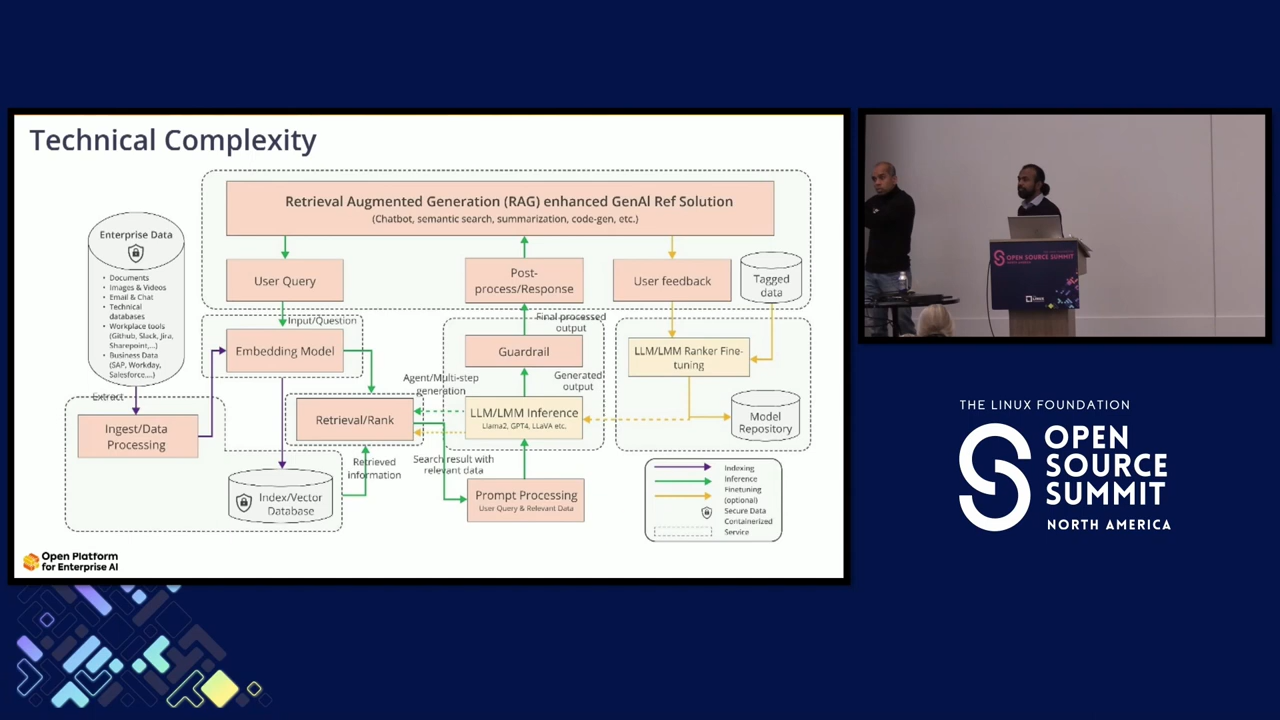 Technical Complexity
Retrieval Augmented Generation (RAG) enhanced GenAI Ref Solution
(Chatbot, semantic search, summarization, code-gen, etc.)
Enterprise Data
• Documents
• Images & Videos
• Email & Chat
• Technical
databases
• Workplace tools
(Github, Slack, Jira,
Sharepoint,...)
• Business Data
(SAP, Workday,
Salesforce,...)
User Query
Post-
process/Response
User feedback
Tagged
data
Input/Question
Final processed
output
Embedding Model
Guardrail
LLM/LMM Ranker Fine-
tuning
Generated
output
Agent/Multi-step
generation
Extract
Ingest/Data
Processing
Retrieval/Rank
LLM/LMM Inference
Llama2, GPT4, LLaVA etc.
Model
Repository
Retrieved
information
Search result with
relevant data
Index/Vector
Database
Prompt Processing
User Query & Relevant Data
Indexing
Inference
Finetuning
(optional)
Secure Data
Containerized
Service
Open Platform
for Enterprise AI
OPEN SOURCE SUMMIT
THE LINUX FOUNDATION
OPEN
SOURCE
SUMMIT
NORTH AMERICA